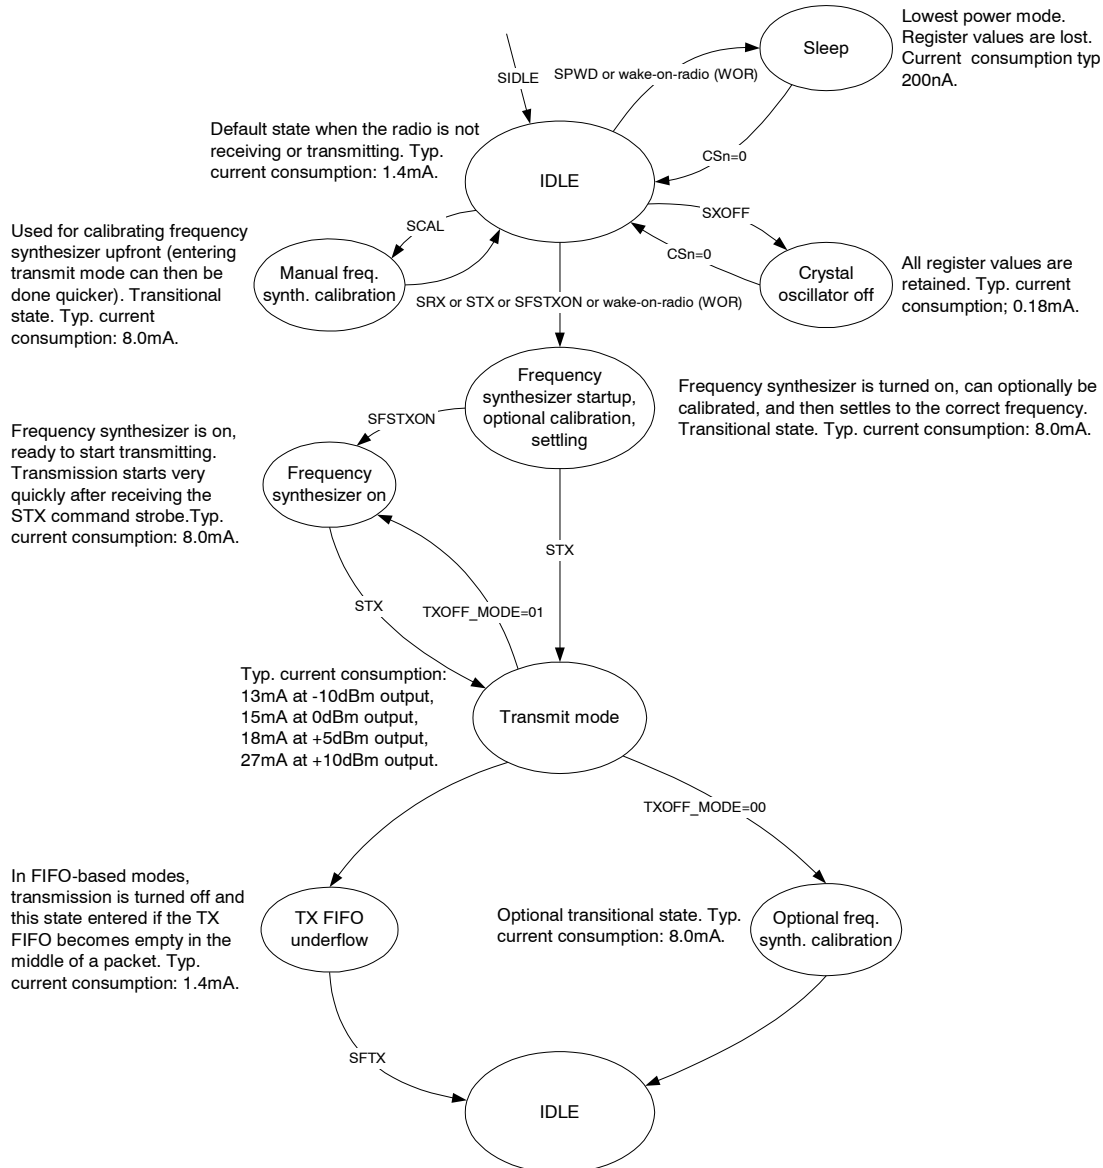 Lowest power mode.
Register values are lost.
Current consumption typ
200nA.
Sleep
SIDLE
SPWD or wake-on-radio (WOR)
Default state when the radio is not
receiving or transmitting. Typ.
current consumption: 1.4mA.
CSn=0
IDLE
SCAL
SXOFF
Used for calibrating frequency
synthesizer upfront (entering
transmit mode can then be
done quicker). Transitional
state. Typ. current
consumption: 8.0mA.
Manual freq.
synth. calibration
CSn=0
Crystal
oscillator off
All register values are
retained. Typ. current
consumption; 0.18mA.
SRX or STX or SFSTXON or wake-on-radio (WOR)
Frequency
synthesizer startup,
optional calibration,
settling
Frequency synthesizer is turned on, can optionally be
calibrated, and then settles to the correct frequency.
Transitional state. Typ. current consumption: 8.0mA.
SFSTXON
Frequency synthesizer is on,
ready to start transmitting.
Transmission starts very
quickly after receiving the
STX command strobe.Typ.
current consumption: 8.0mA.
Frequency
synthesizer on
STX
STX
TXOFF_MODE=01
Typ. current consumption:
13mA at -10dBm output,
15mA at 0dBm output,
18mA at +5dBm output,
27mA at +10dBm output.
Transmit mode
TXOFF_MODE=00
In FIFO-based modes,
transmission is turned off and
this state entered if the TX
FIFO becomes empty in the
middle of a packet. Typ.
current consumption: 1.4mA.
TX FIFO
underflow
Optional transitional state. Typ.
current consumption: 8.0mA.
Optional freq.
synth. calibration
SFTX
IDLE